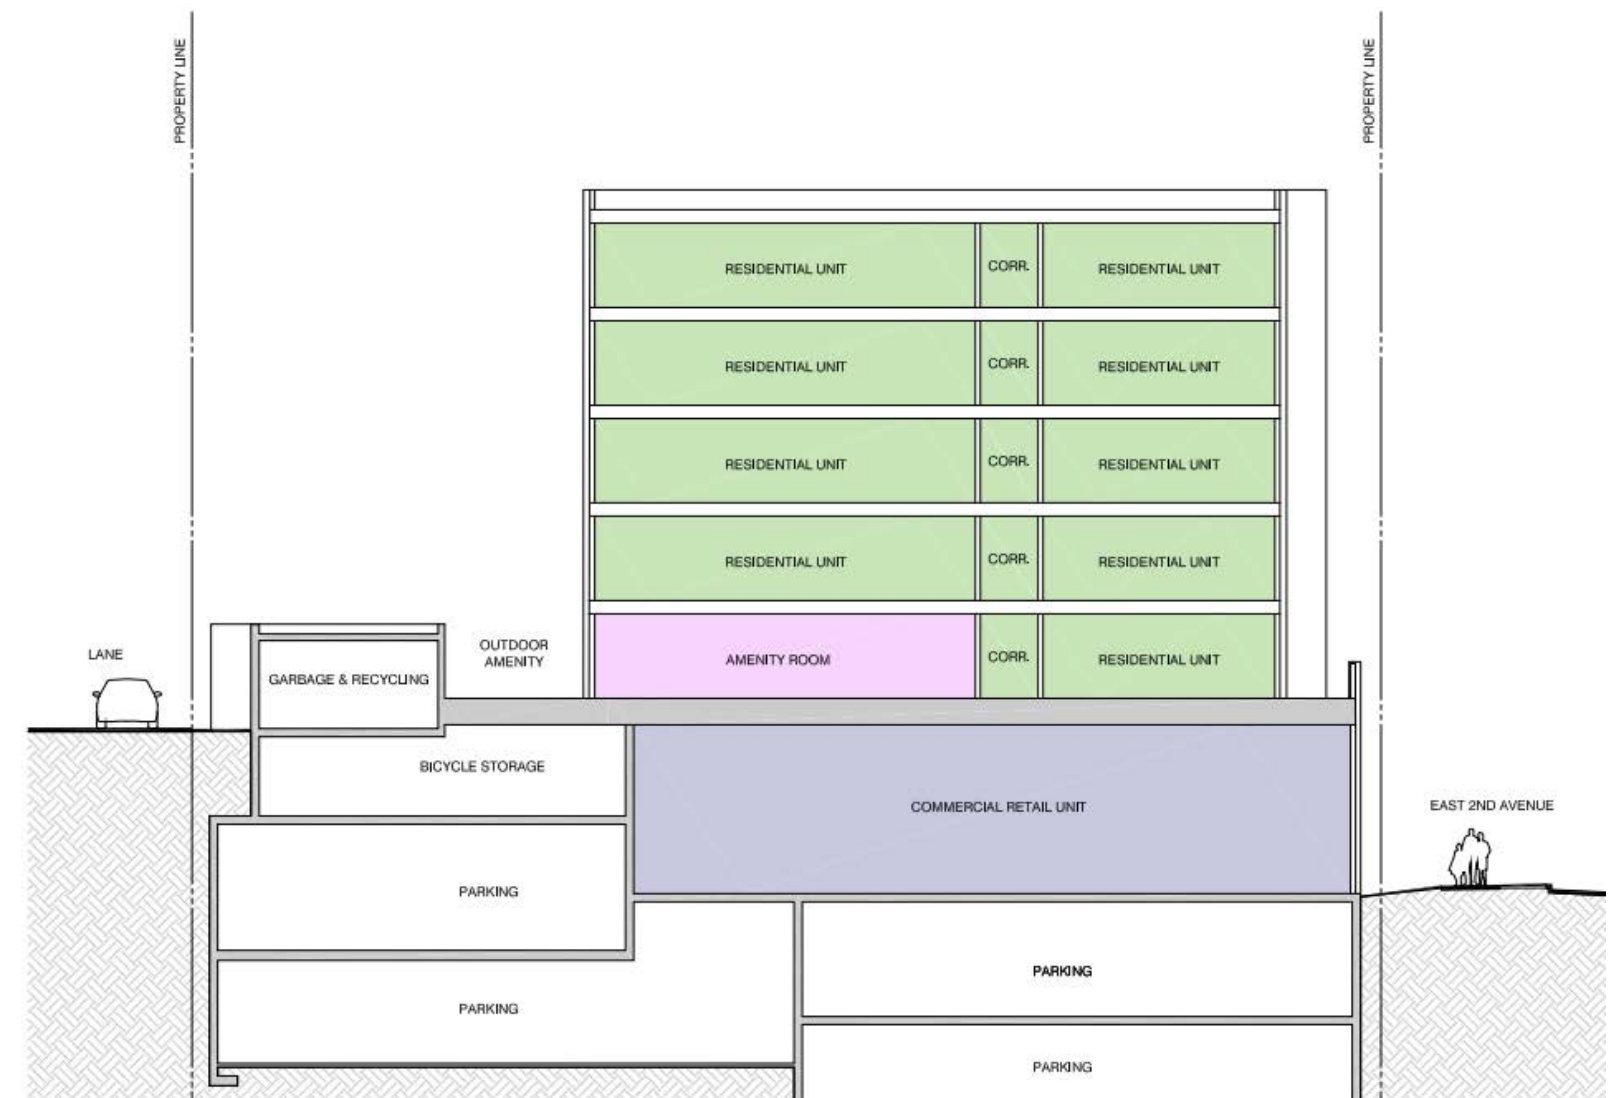 PROPERTY LINE
PROPERTY LINE
RESIDENTIAL UNIT
CORR.
RESIDENTIAL UNIT
RESIDENTIAL UNIT
CORR.
RESIDENTIAL UNIT
RESIDENTIAL UNIT
CORR.
RESIDENTIAL UNIT
RESIDENTIAL UNIT
CORR.
RESIDENTIAL UNIT
LANE
OUTDOOR
AMENITY
AMENITY ROOM
CORR.
RESIDENTIAL UNIT
GARBAGE & RECYCLING
BICYCLE STORAGE
COMMERCIAL RETAIL UNIT
EAST 2ND AVENUE
PARKING
PARKING
PARKING
PARKING